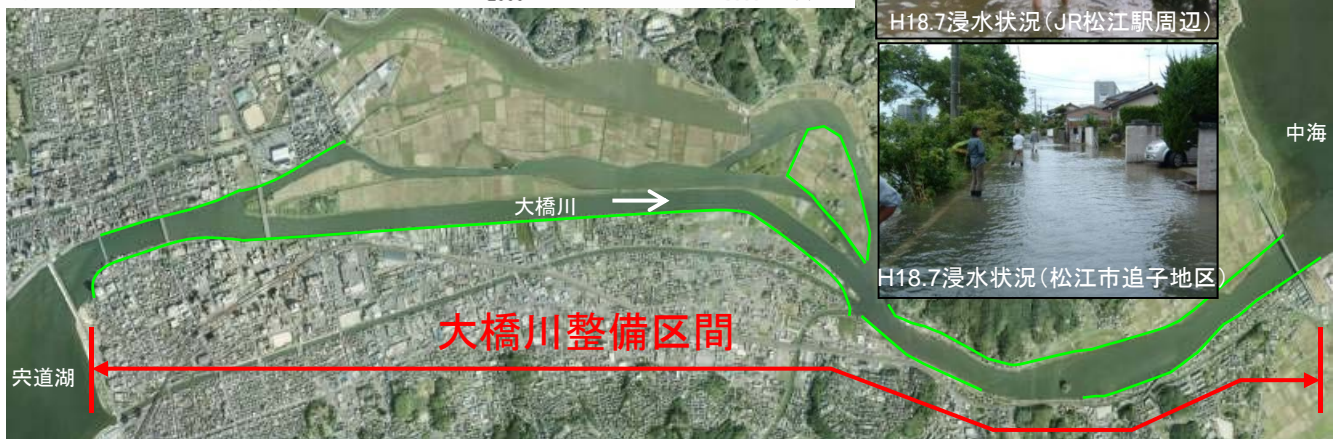 H18.7浸水状況（JR松江駅周辺）
中海
大橋川
H18.7浸水状況（松江市追子地区）
大橋川整備区間
宍道湖